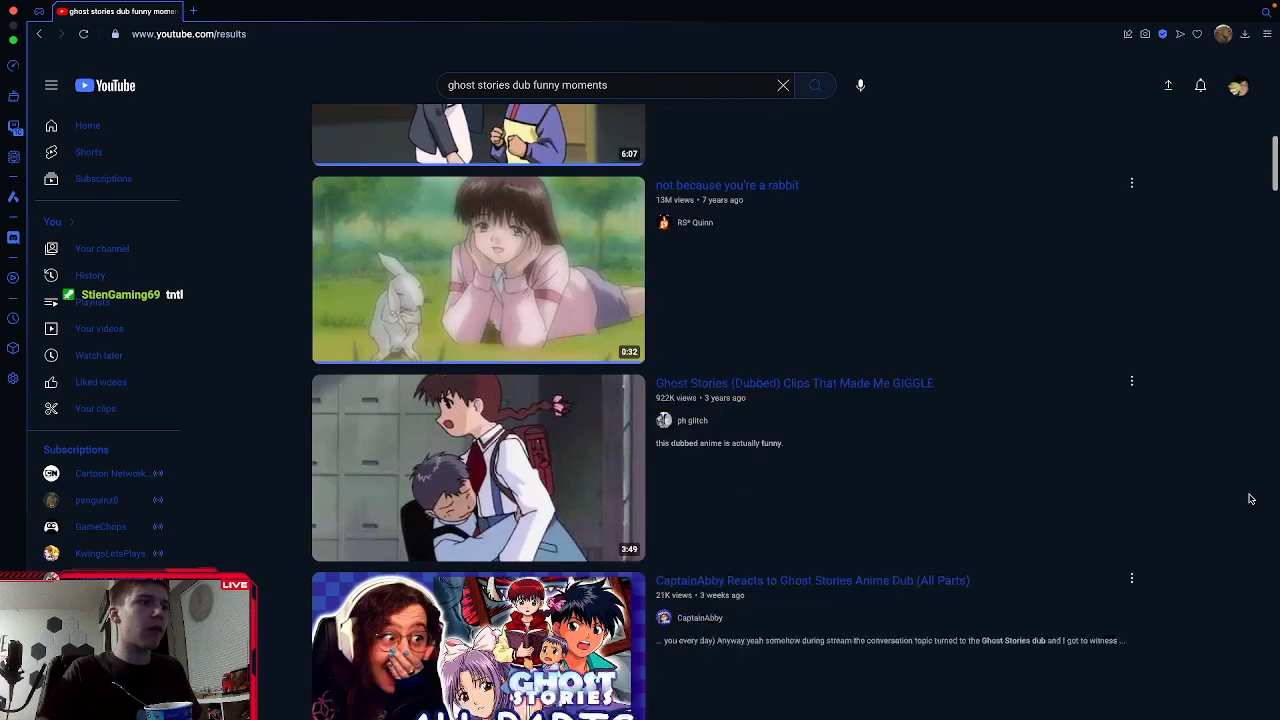 ghost stories dub funny momen
www.youtube.com/results
YouTube
ghost stories dub funny moments
10
Home
Shorts
Subscriptions
You
Your channel
History
StienGaming69 tntl
Playlists
Your videos
Watch later
Liked videos
Your clips
Subscriptions
Cartoon Network...
penguinz0
GameChops
KwingsLetsPlays
LIVE
6:07
not because you're a rabbit
13M views • 7 years ago
RS* Quinn
0:32
Ghost Stories (Dubbed) Clips That Made Me GIGGLE
922K views • 3 years ago
ph glitch
this dubbed anime is actually funny.
3:49
CaptainAbby Reacts to Ghost Stories Anime Dub (All Parts)
21K views • 3 weeks ago
CaptainAbby
... you every day) Anyway yeah somehow during stream the conversation topic turned to the Ghost Stories dub and I got to witness ...
GHOST
STORIES
ALL PARTS